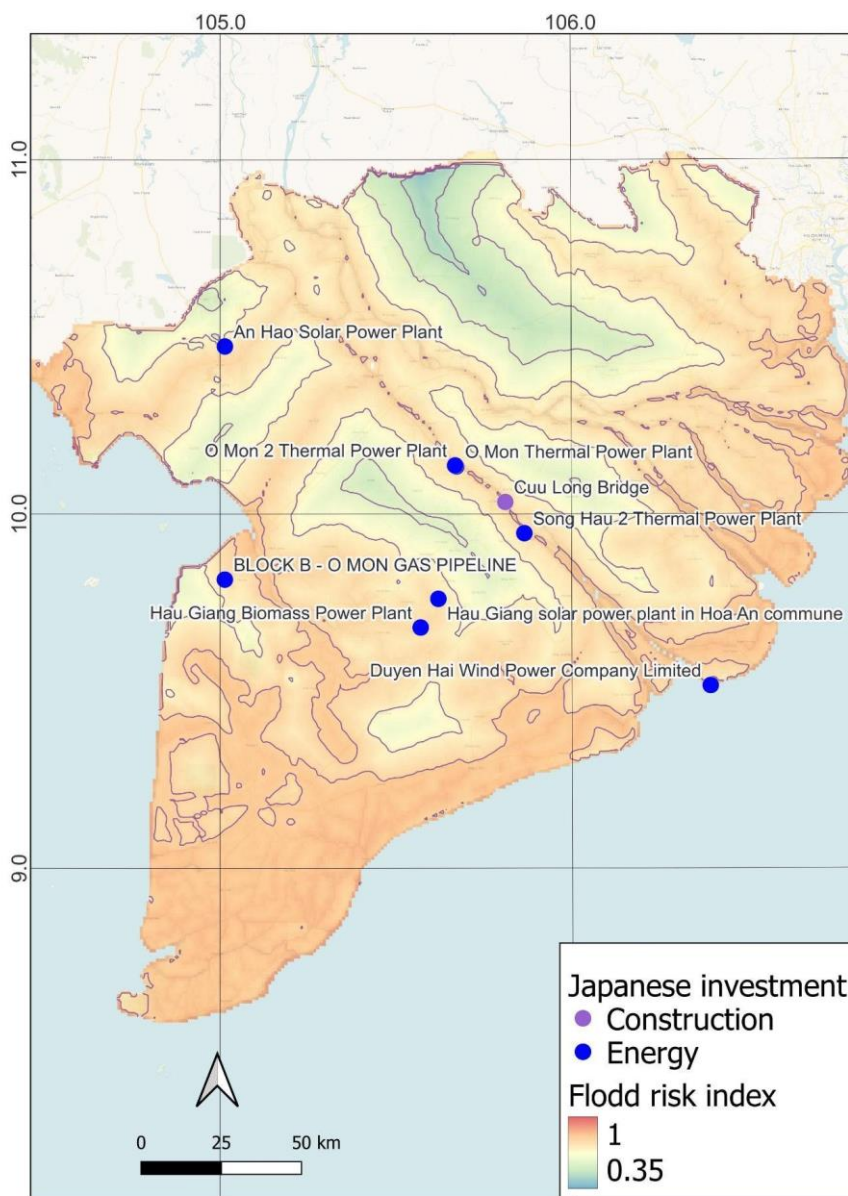 105.0
106.0
11.0
An Hao Solar Power Plant
O Mon 2 Thermal Power Plant
O Mon Thermal Power Plant
Cuu Long Bridge
10.0
Song Hau 2 Thermal Power Plant
BLOCK B - O MON GAS PIPELINE
Hau Giang Biomass Power Plant
Hau Giang solar power plant in Hoa An commune
Duyen Hai Wind Power Company Limited
9.0
Japanese investment
Construction
Energy
Flodd risk index
1
0.35
0 25 50 km